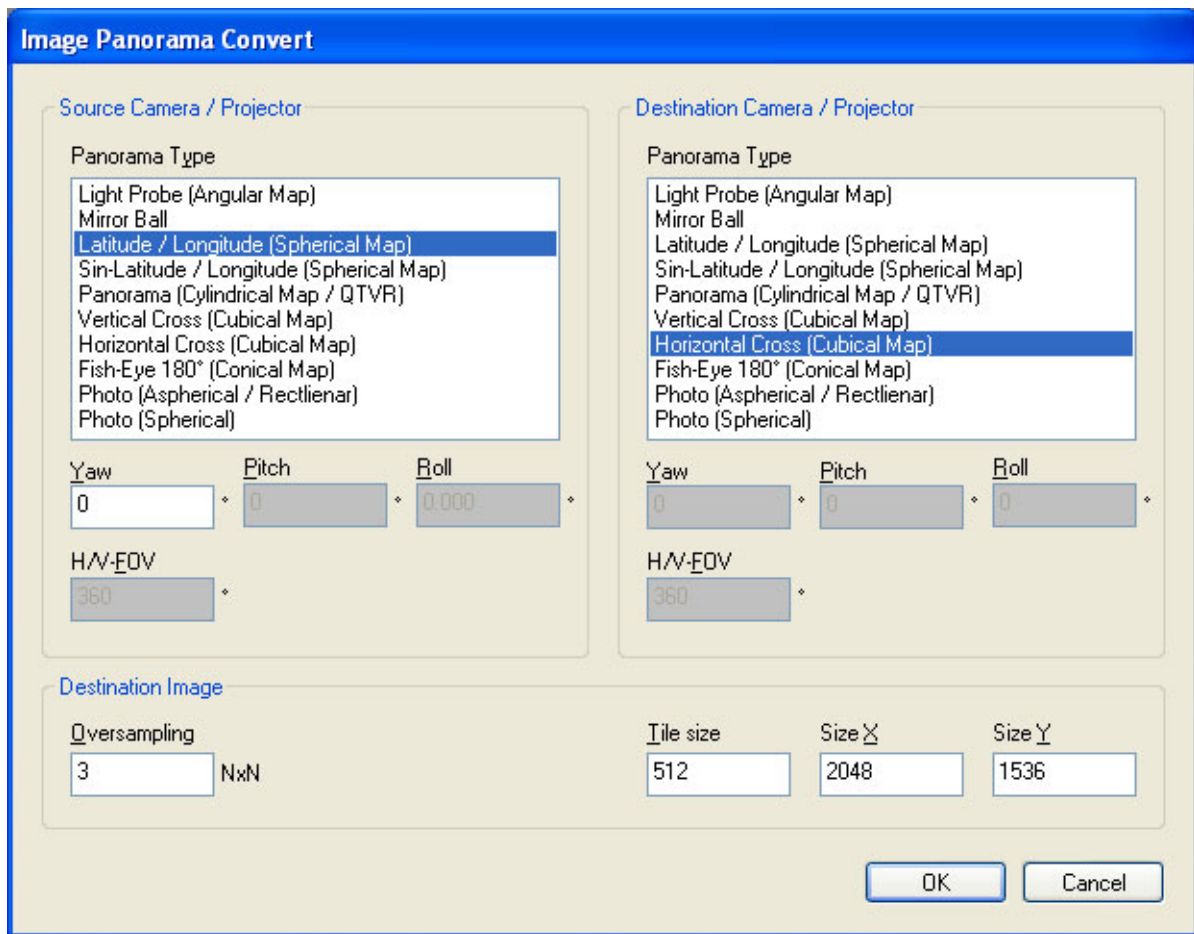 Image Panorama Convert
Source Camera / Projector
Panorama Type
Light Probe (Angular Map)
Mirror Ball
Latitude / Longitude (Spherical Map)
Sin-Latitude / Longitude (Spherical Map)
Panorama (Cylindrical Map / QTVR)
Vertical Cross (Cubical Map)
Horizontal Cross (Cubical Map)
Fish-Eye 180° (Conical Map)
Photo (Aspherical / Rectlienar)
Photo (Spherical)
Yaw Pitch Roll
0 ° 0 ° 0.000 °
H/V-FOV
360 °
Destination Camera / Projector
Panorama Type
Light Probe (Angular Map)
Mirror Ball
Latitude / Longitude (Spherical Map)
Sin-Latitude / Longitude (Spherical Map)
Panorama (Cylindrical Map / QTVR)
Vertical Cross (Cubical Map)
Horizontal Cross (Cubical Map)
Fish-Eye 180° (Conical Map)
Photo (Aspherical / Rectlienar)
Photo (Spherical)
Yaw Pitch Roll
0 ° 0 ° 0 °
H/V-FOV
360 °
Destination Image
Oversampling Tile size Size X Size Y
3 NxN 512 2048 1536
OK Cancel